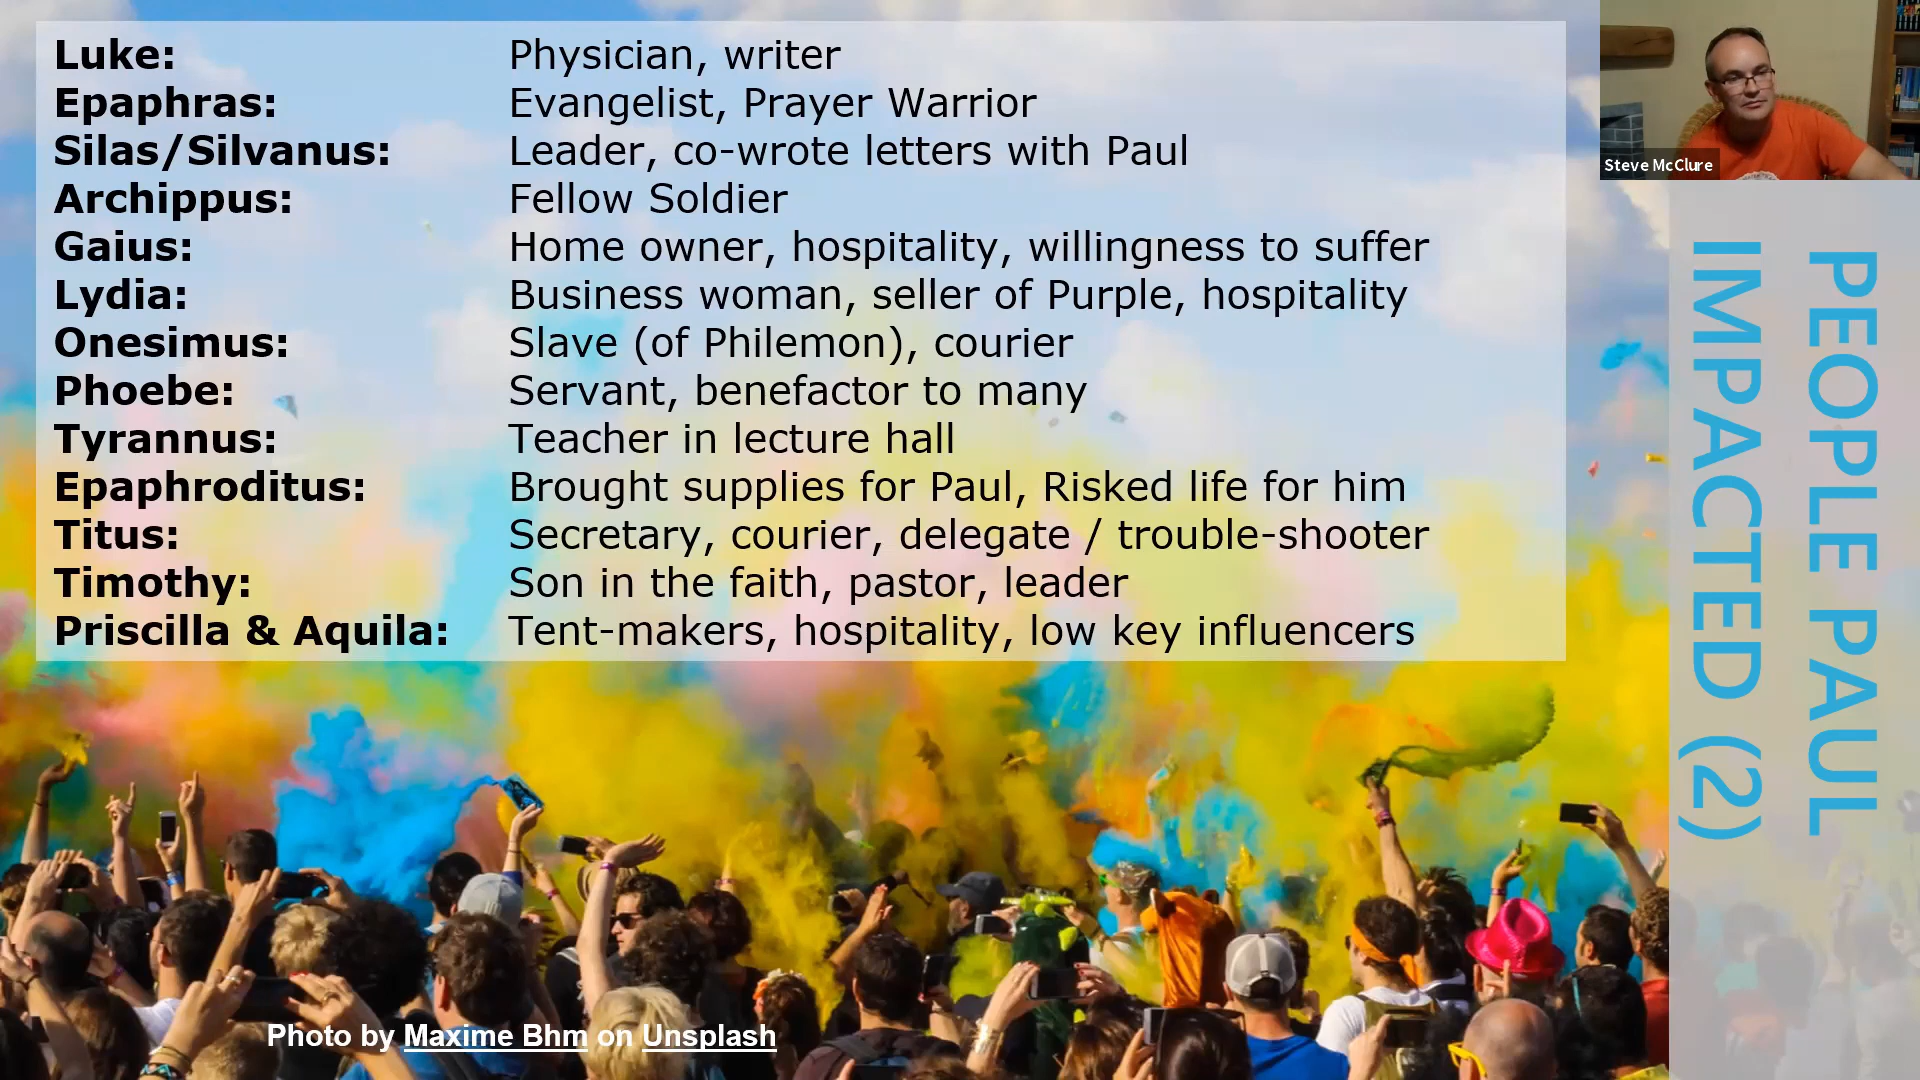 Luke: Physician, writer
Epaphras: Evangelist, Prayer Warrior
Silas/Silvanus: Leader, co-wrote letters with Paul
Archippus: Fellow Soldier
Gaius: Home owner, hospitality, willingness to suffer
Lydia: Business woman, seller of Purple, hospitality
Onesimus: Slave (of Philemon), courier
Phoebe: Servant, benefactor to many
Tyrannus: Teacher in lecture hall
Epaphroditus: Brought supplies for Paul, Risked life for him
Titus: Secretary, courier, delegate / trouble-shooter
Timothy: Son in the faith, pastor, leader
Priscilla & Aquila: Tent-makers, hospitality, low key influencers
Steve McClure
PEOPLE PAUL
IMPACTED (2)
Photo by Maxime Bhm on Unsplash